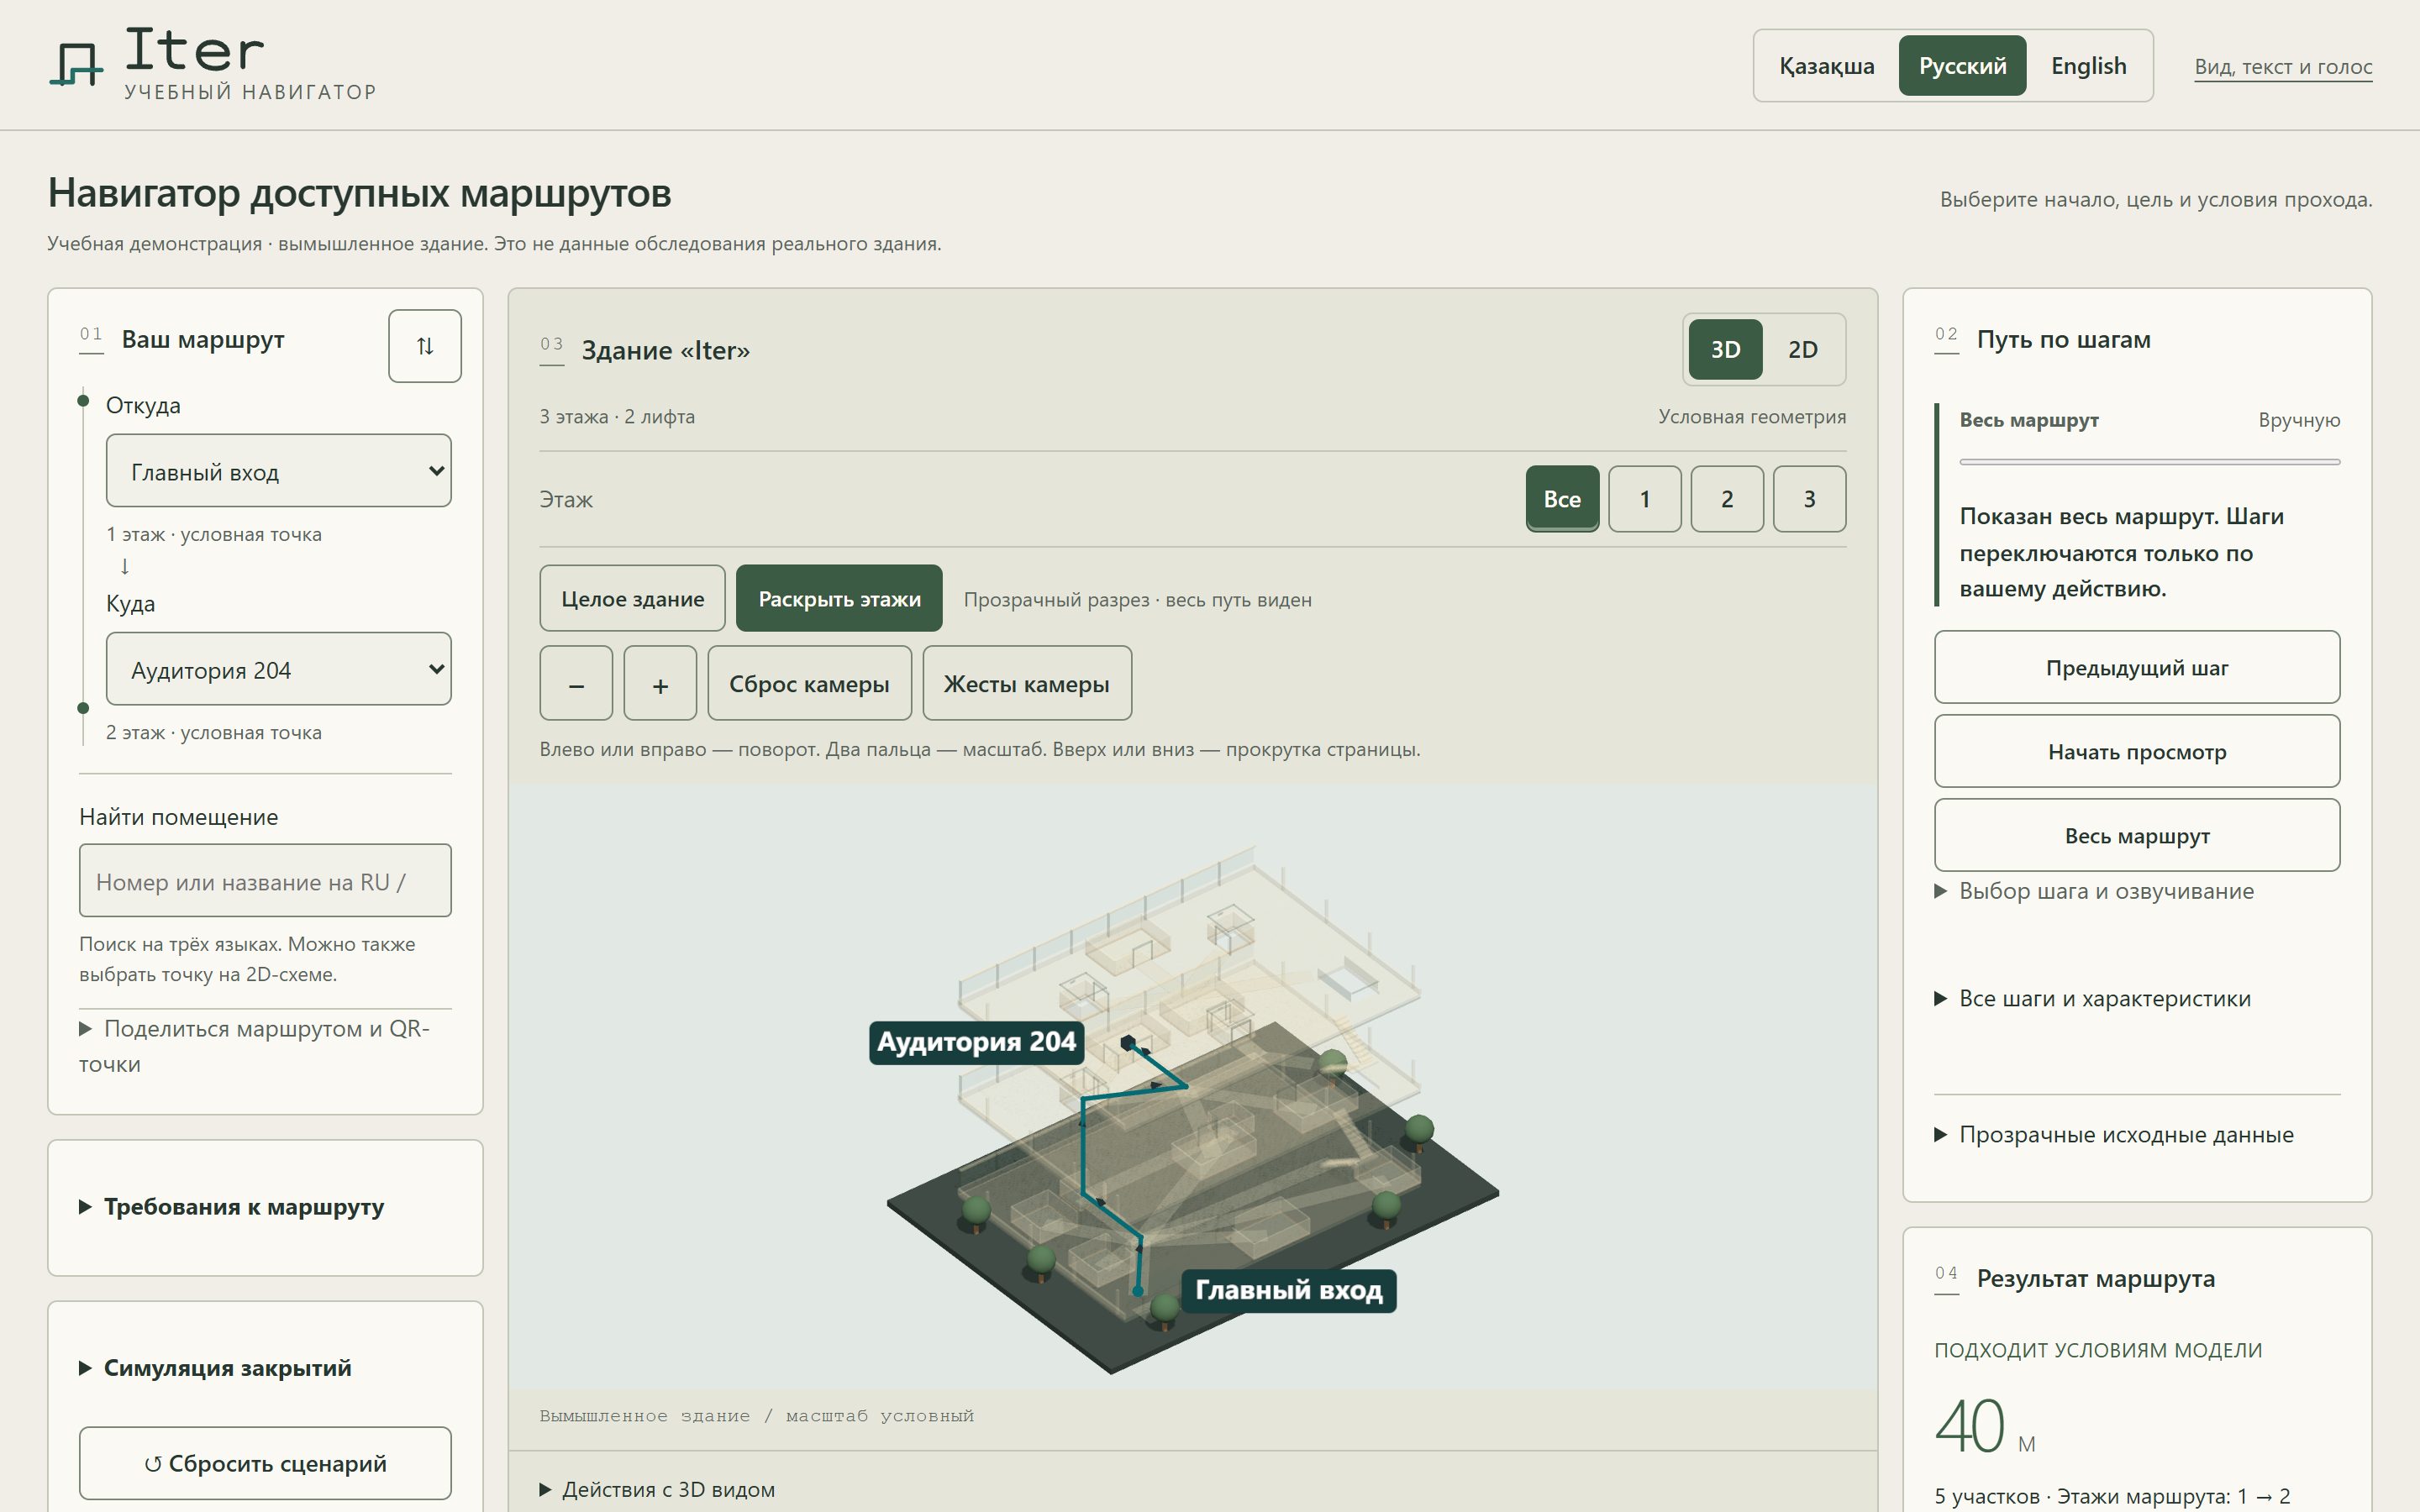 Iter
УЧЕБНЫЙ НАВИГАТОР
Қазақша
Русский
English
Вид, текст и голос
Навигатор доступных маршрутов
Выберите начало, цель и условия прохода.
Учебная демонстрация · вымышленное здание. Это не данные обследования реального здания.
01 Ваш маршрут
⇅
Откуда
Главный вход
1 этаж · условная точка
↓
Куда
Аудитория 204
2 этаж · условная точка
Найти помещение
Номер или название на RU /
Поиск на трёх языках. Можно также
выбрать точку на 2D-схеме.
Поделиться маршрутом и QR-
точки
Требования к маршруту
Симуляция закрытий
↺ Сбросить сценарий
03 Здание «Iter»
3D
2D
3 этажа · 2 лифта
Условная геометрия
Этаж
Все
1
2
3
Целое здание
Раскрыть этажи
Прозрачный разрез · весь путь виден
−
+
Сброс камеры
Жесты камеры
Влево или вправо — поворот. Два пальца — масштаб. Вверх или вниз — прокрутка страницы.
Аудитория 204
Главный вход
Вымышленное здание / масштаб условный
Действия с 3D видом
02 Путь по шагам
Весь маршрут
Вручную
Показан весь маршрут. Шаги
переключаются только по
вашему действию.
Предыдущий шаг
Начать просмотр
Весь маршрут
Выбор шага и озвучивание
Все шаги и характеристики
Прозрачные исходные данные
04 Результат маршрута
ПОДХОДИТ УСЛОВИЯМ МОДЕЛИ
40 м
5 участков · Этажи маршрута: 1 → 2